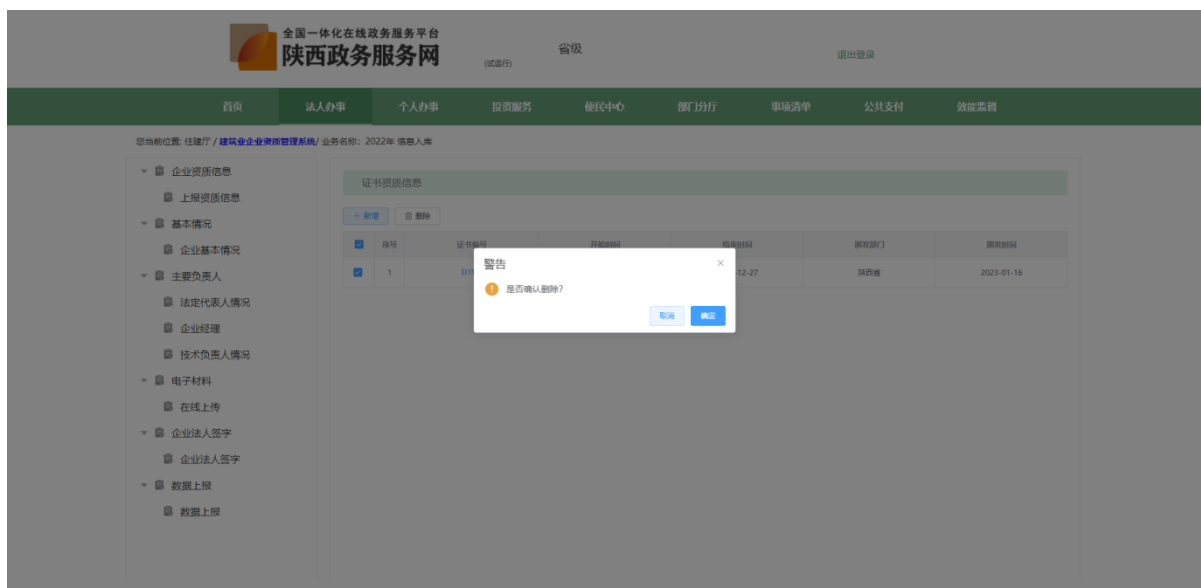 全国一体化在线政务服务平台
陕西政务服务网
(试运行)
省级
退出登录
首页 法人办事 个人办事 投资服务 便民中心 部门分厅 事项清单 公共支付 效能监督
您当前位置: 住建厅 / 建筑业企业资质管理系统/ 业务名称：2022年 信息入库
企业资质信息
上报资质信息
基本情况
企业基本情况
主要负责人
法定代表人情况
企业经理
技术负责人情况
电子材料
在线上传
企业法人签字
企业法人签字
数据上报
数据上报
证书资质信息
+ 新增 删除
序号 证书编号 开始时间 结束时间 颁发部门 颁发时间
1 D1 -12-27 陕西省 2023-01-16
警告
是否确认删除?
取消 确定